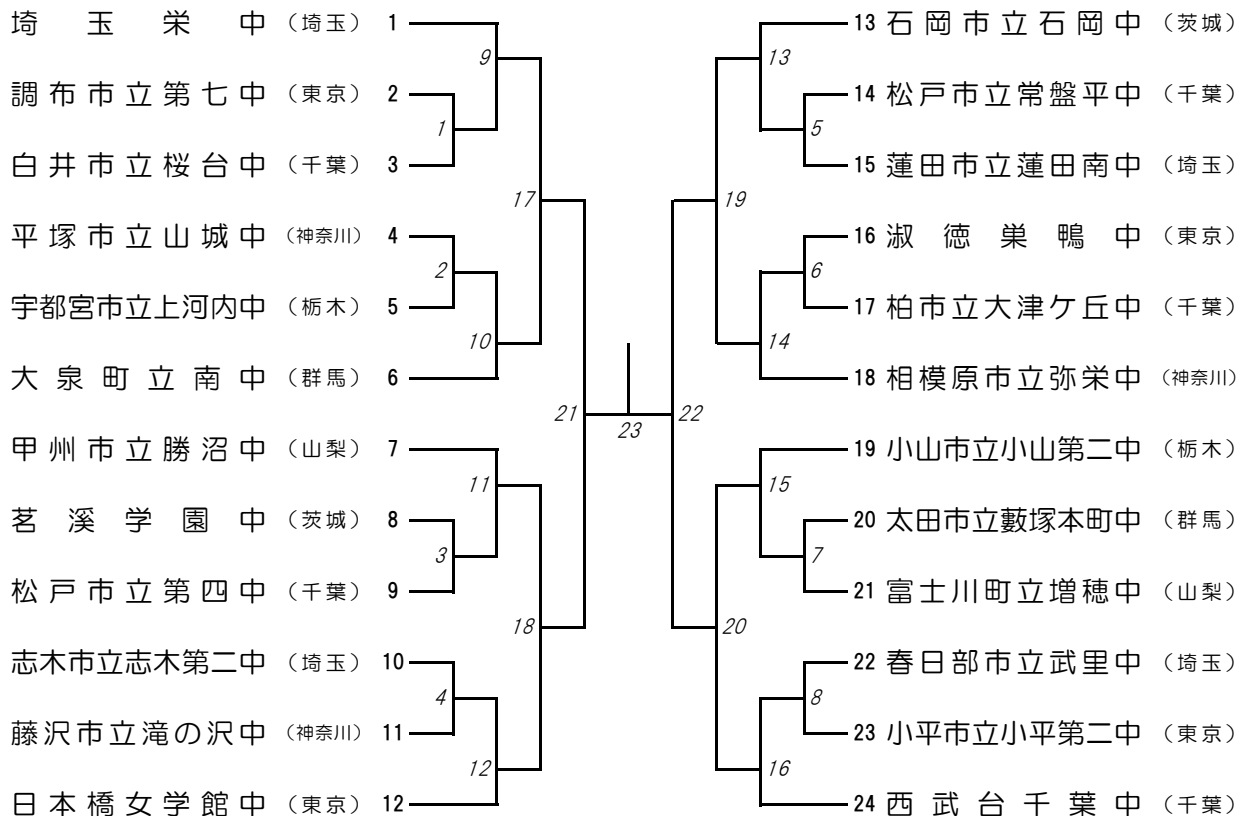 埼玉栄中 （埼玉） 1
調布市立第七中 （東京） 2
白井市立桜台中 （千葉） 3
平塚市立山城中 （神奈川） 4
宇都宮市立上河内中 （栃木） 5
大泉町立南中 （群馬） 6
甲州市立勝沼中 （山梨） 7
茗溪学園中 （茨城） 8
松戸市立第四中 （千葉） 9
志木市立志木第二中 （埼玉） 10
藤沢市立滝の沢中 （神奈川） 11
日本橋女学館中 （東京） 12
9
1
17
2
10
21
11
3
18
4
12
23
13
5
19
6
14
22
15
7
20
8
16
13 石岡市立石岡中 （茨城）
14 松戸市立常盤平中 （千葉）
15 蓮田市立蓮田南中 （埼玉）
16 淑徳巣鴨中 （東京）
17 柏市立大津ケ丘中 （千葉）
18 相模原市立弥栄中 （神奈川）
19 小山市立小山第二中 （栃木）
20 太田市立藪塚本町中 （群馬）
21 富士川町立増穂中 （山梨）
22 春日部市立武里中 （埼玉）
23 小平市立小平第二中 （東京）
24 西武台千葉中 （千葉）